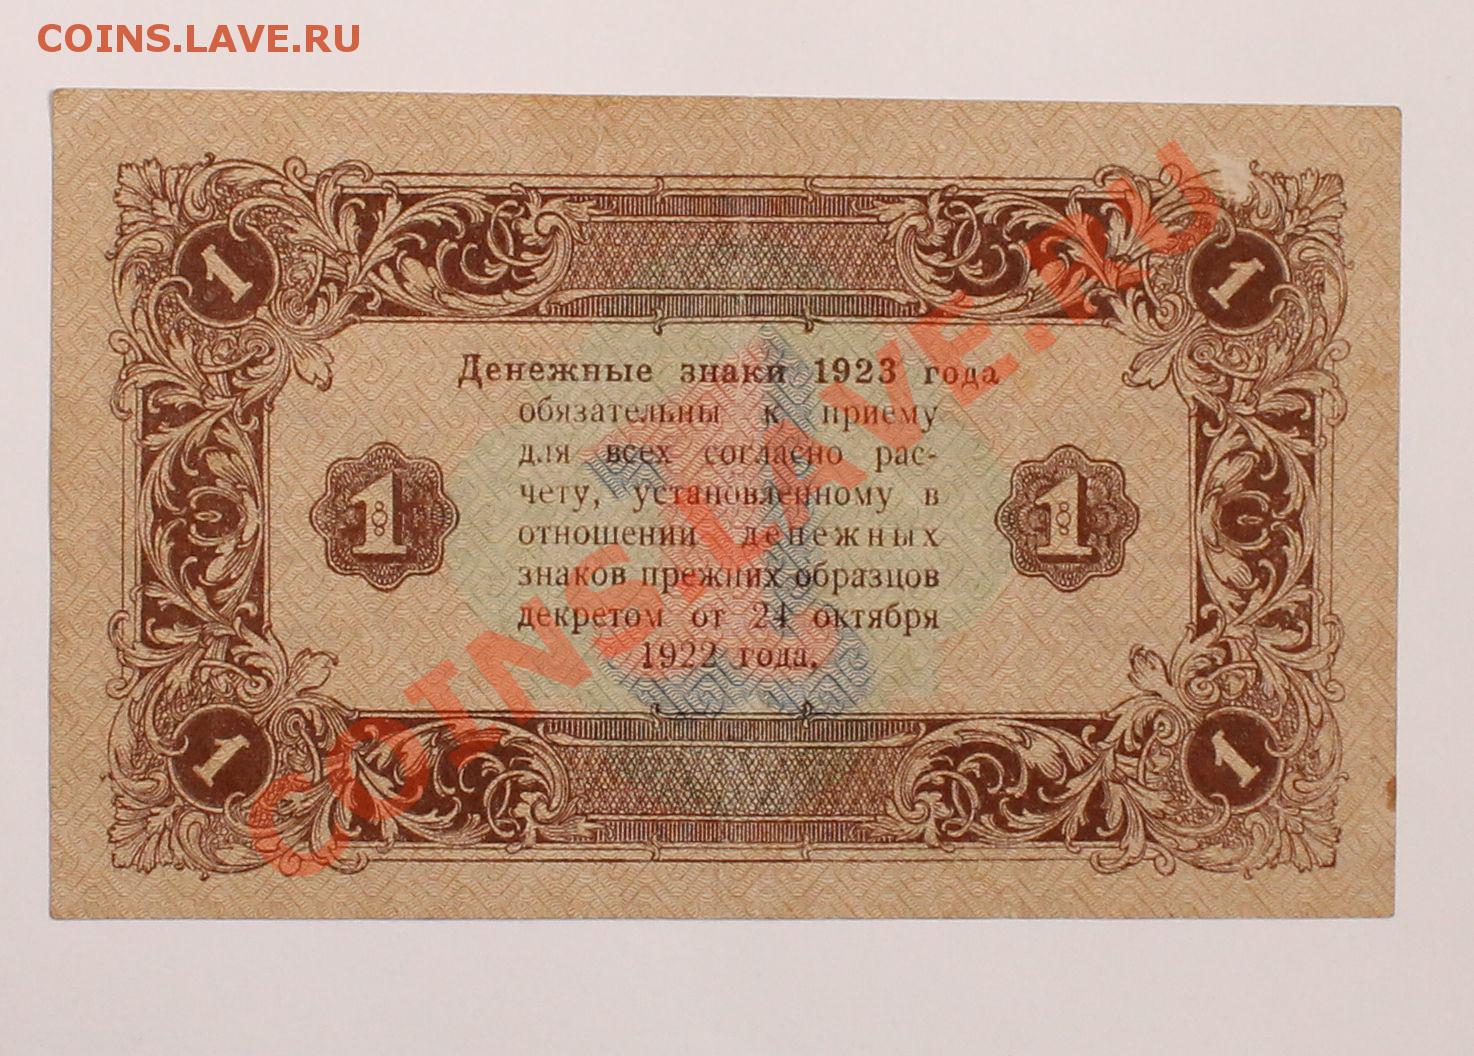 COINS.LAVE.RU
1 1
Денежные знаки 1923 года
обязательны к приему
для всех согласно рас-
чету, установленному в
1 1
отношении денежных
знаков прежних образцов
декретом от 24 октября
1922 года.
1 1
COINS.LAVE.RU